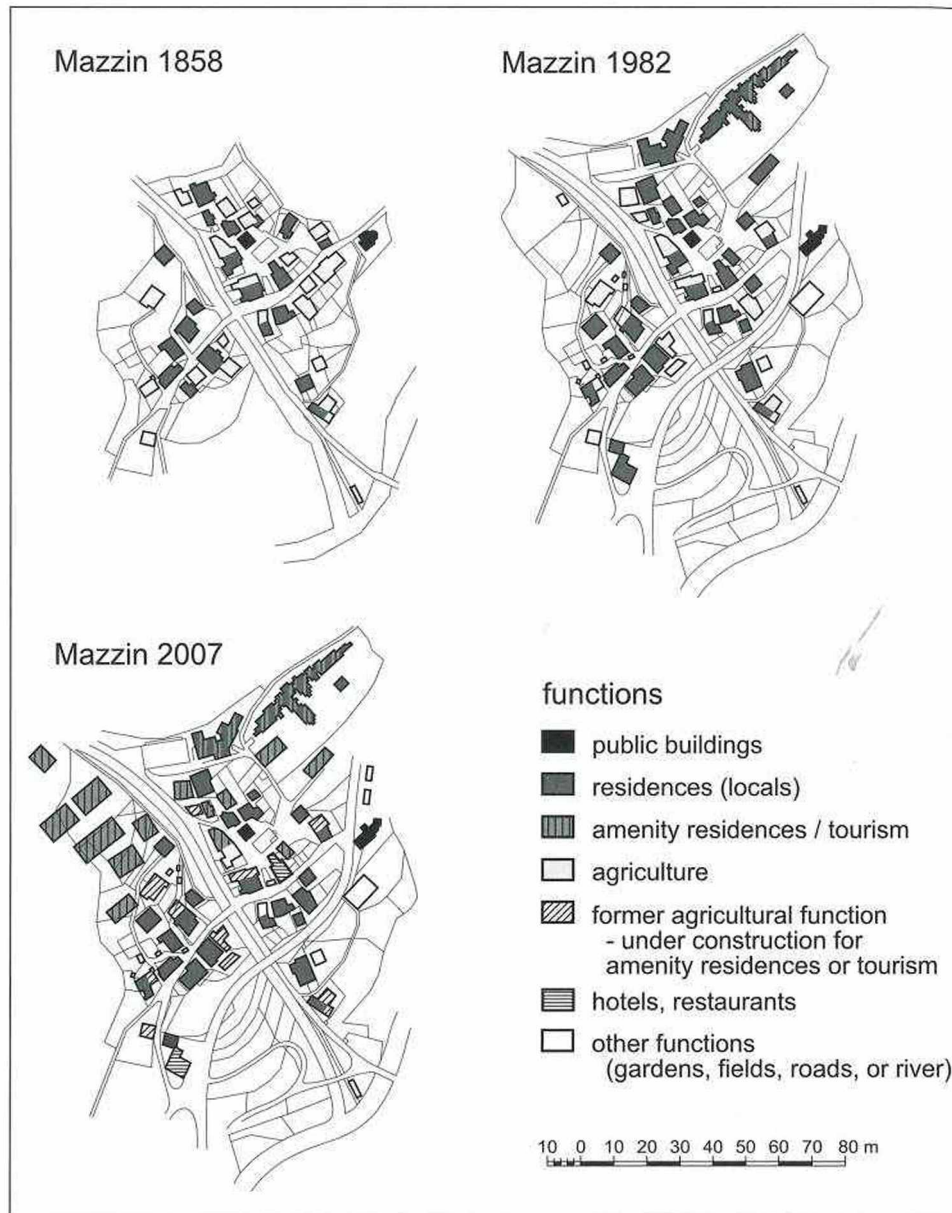 Mazzin 1858
Mazzin 1982
Mazzin 2007
functions
public buildings
residences (locals)
amenity residences / tourism
agriculture
former agricultural function
- under construction for
amenity residences or tourism
hotels, restaurants
other functions
(gardens, fields, roads, or river)
10 0 10 20 30 40 50 60 70 80 m